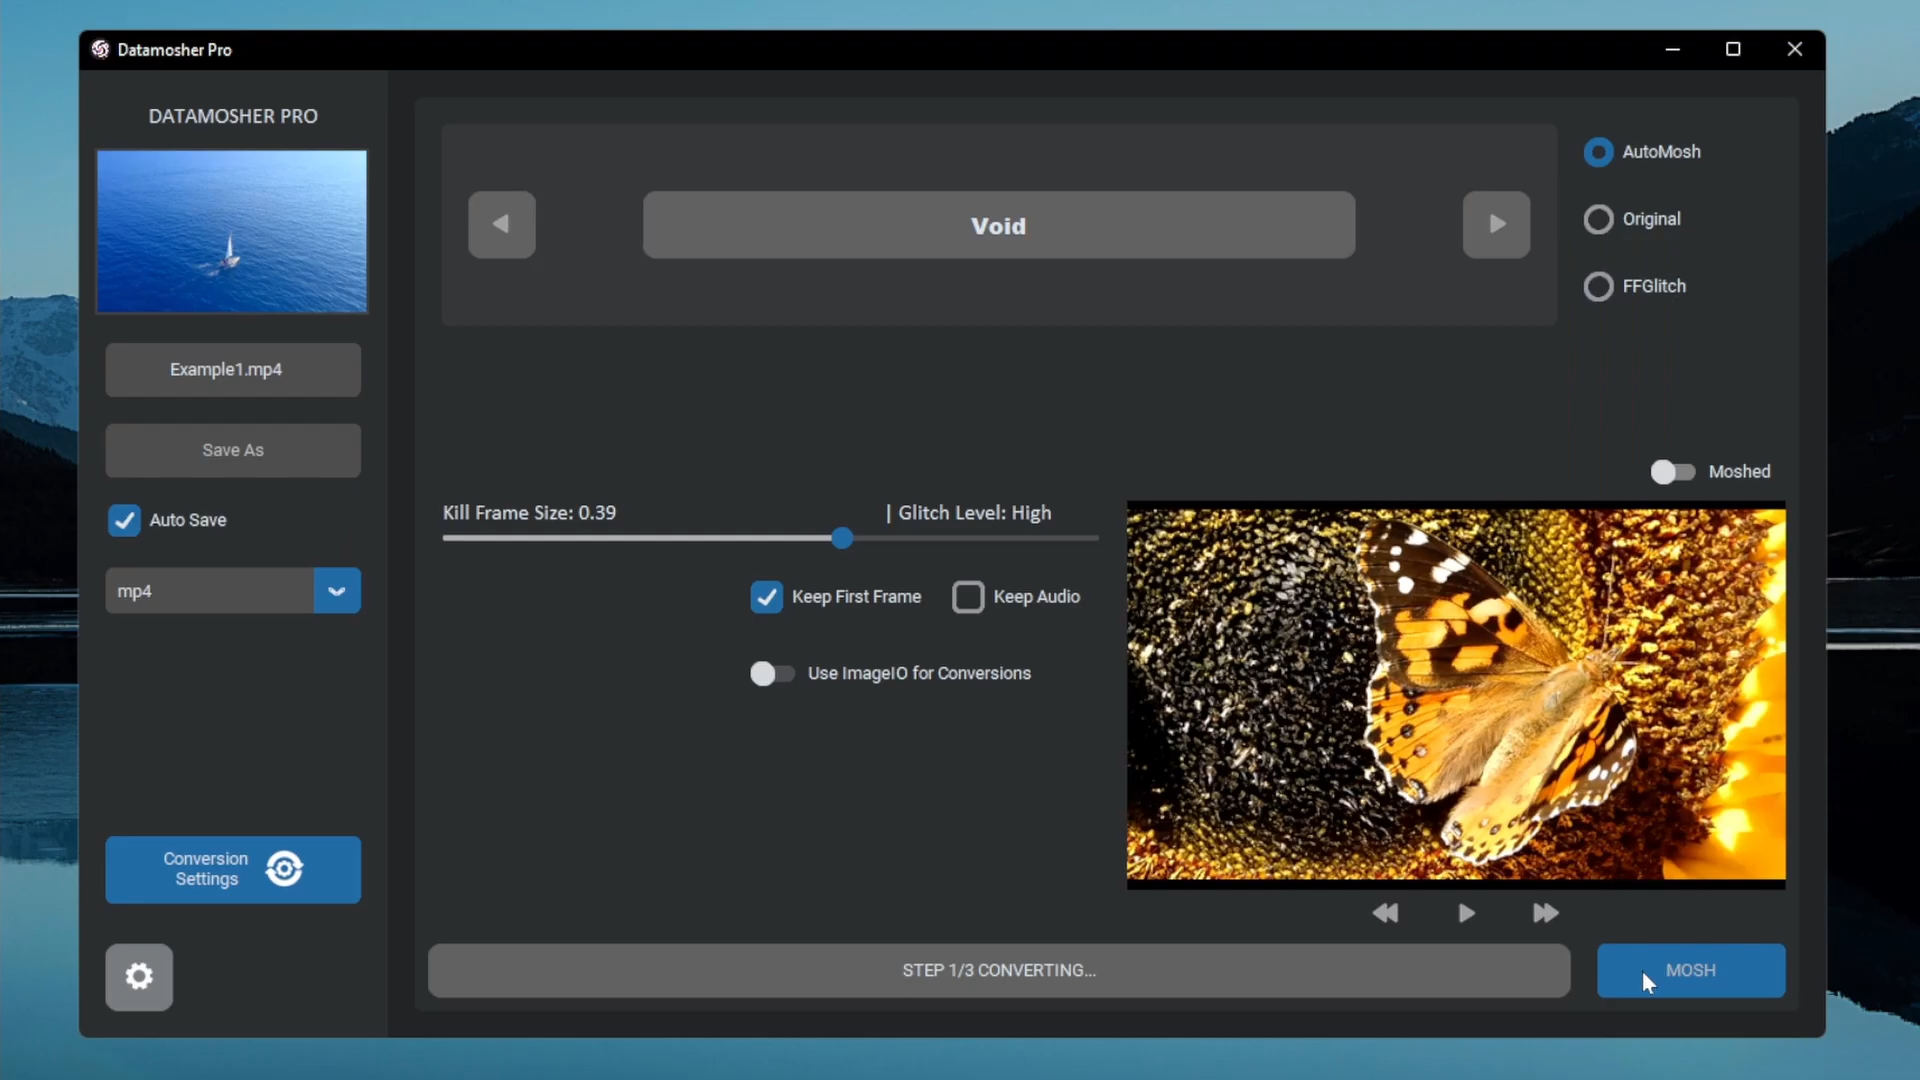 Datamosher Pro
DATAMOSHER PRO
Example1.mp4
Save As
Auto Save
mp4
Conversion
Settings
Void
AutoMosh
Original
FFGlitch
Moshed
Kill Frame Size: 0.39
| Glitch Level: High
Keep First Frame
Keep Audio
Use ImageIO for Conversions
STEP 1/3 CONVERTING...
MOSH